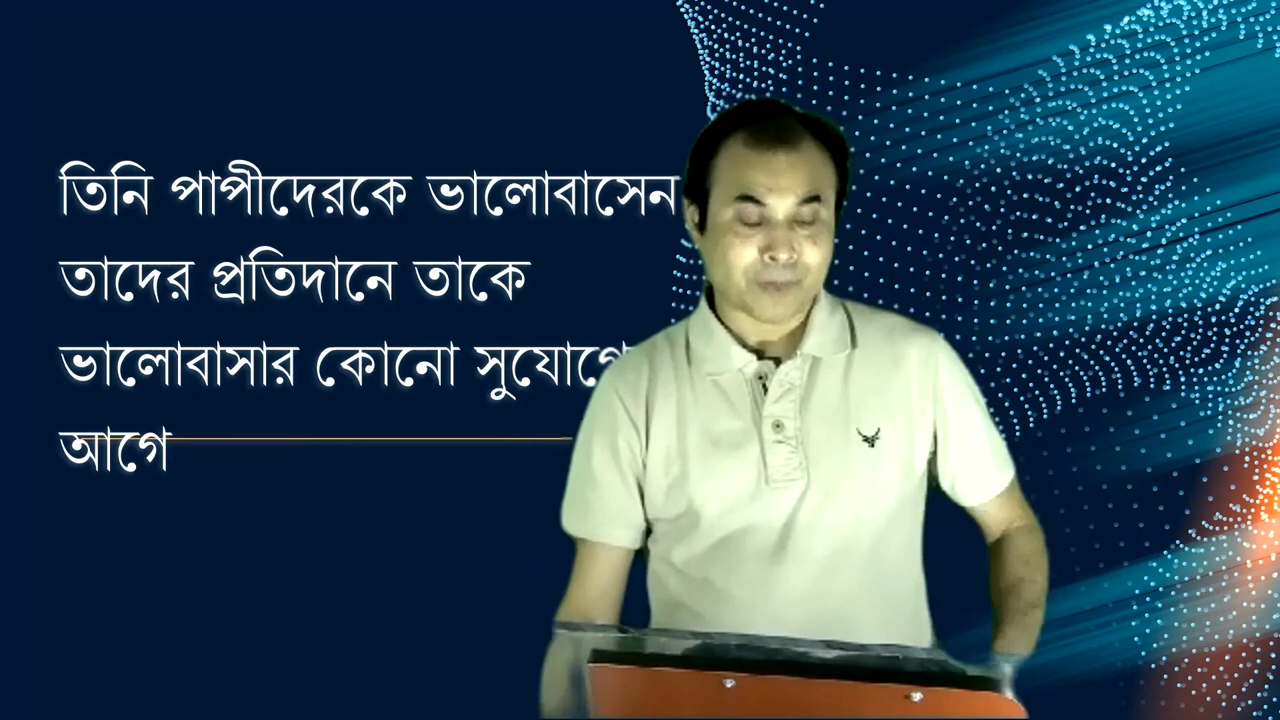 তিনি পাপীদেরকে ভালোবাসেন
তাদের প্রতিদানে তাকে
ভালোবাসার কোনো
আগে